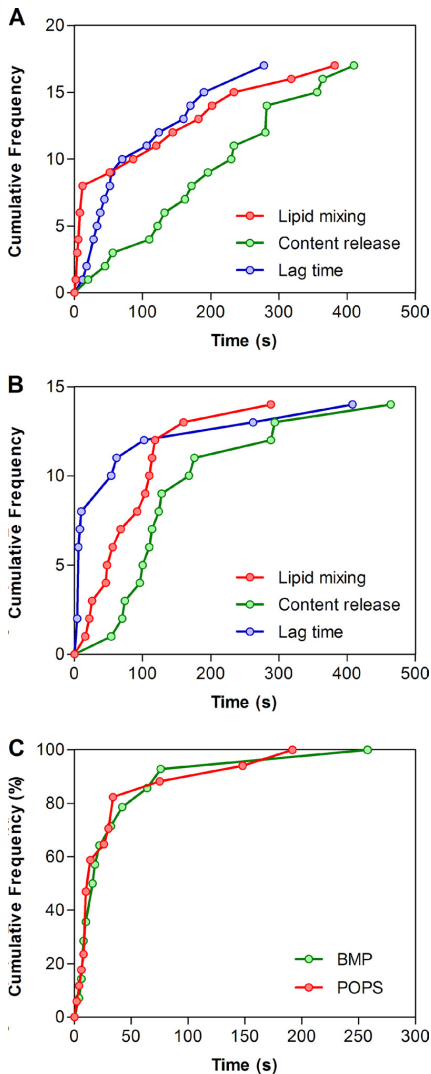 A
Cumulative Frequency
20
15
10
5
0
Lipid mixing
Content release
Lag time
0 100 200 300 400 500
Time (s)
B
Cumulative Frequency
15
10
5
0
Lipid mixing
Content release
Lag time
0 100 200 300 400 500
Time (s)
C
Cumulative Frequency (%)
100
80
60
40
20
0
BMP
POPS
0 50 100 150 200 250 300
Time (s)